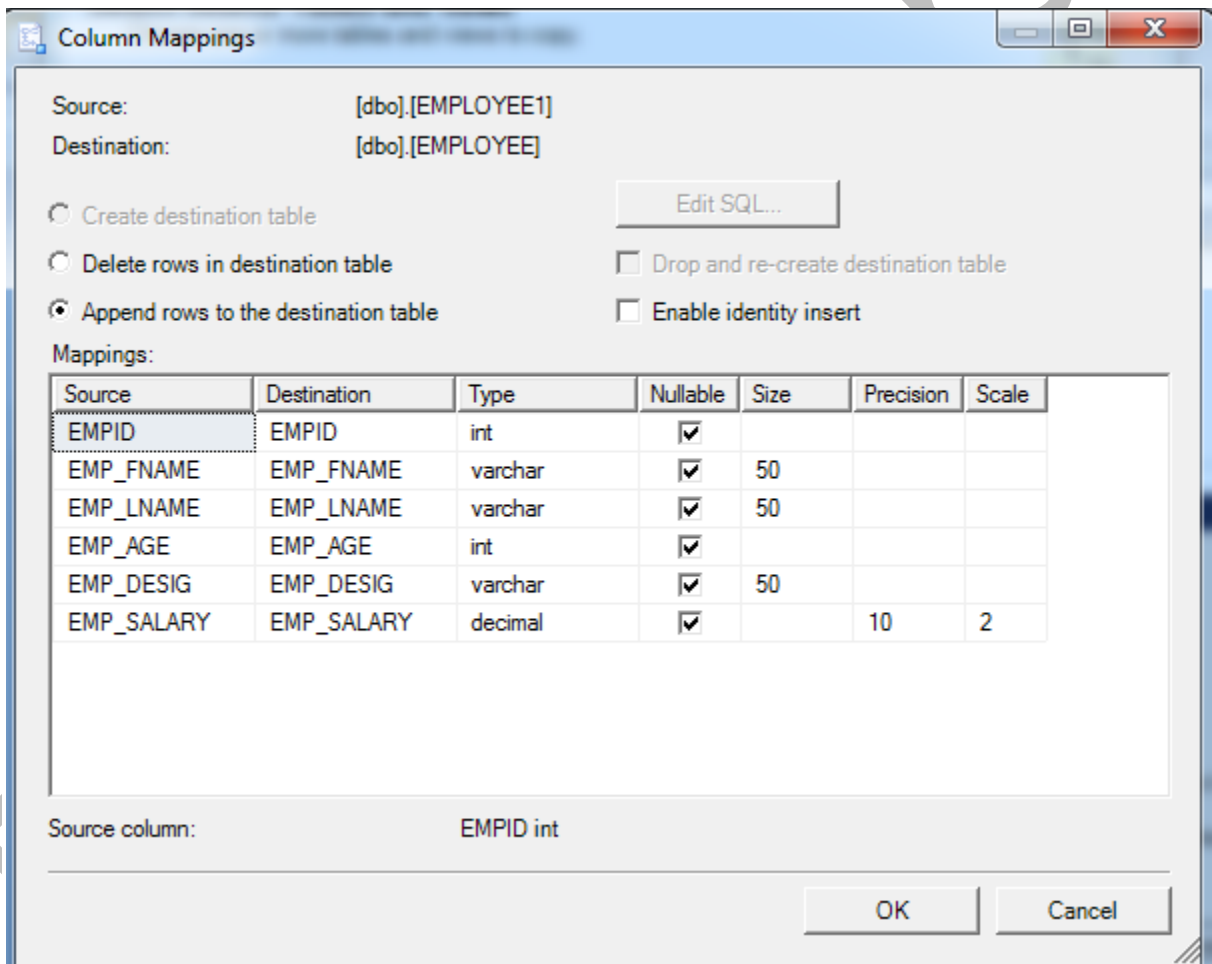 Column Mappings
Source: [dbo].[EMPLOYEE1]
Destination: [dbo].[EMPLOYEE]
Create destination table Edit SQL...
Delete rows in destination table Drop and re-create destination table
Append rows to the destination table Enable identity insert
Mappings:
Source Destination Type Nullable Size Precision Scale
EMPID EMPID int
EMP_FNAME EMP_FNAME varchar 50
EMP_LNAME EMP_LNAME varchar 50
EMP_AGE EMP_AGE int
EMP_DESIG EMP_DESIG varchar 50
EMP_SALARY EMP_SALARY decimal 10 2
Source column: EMPID int
OK Cancel